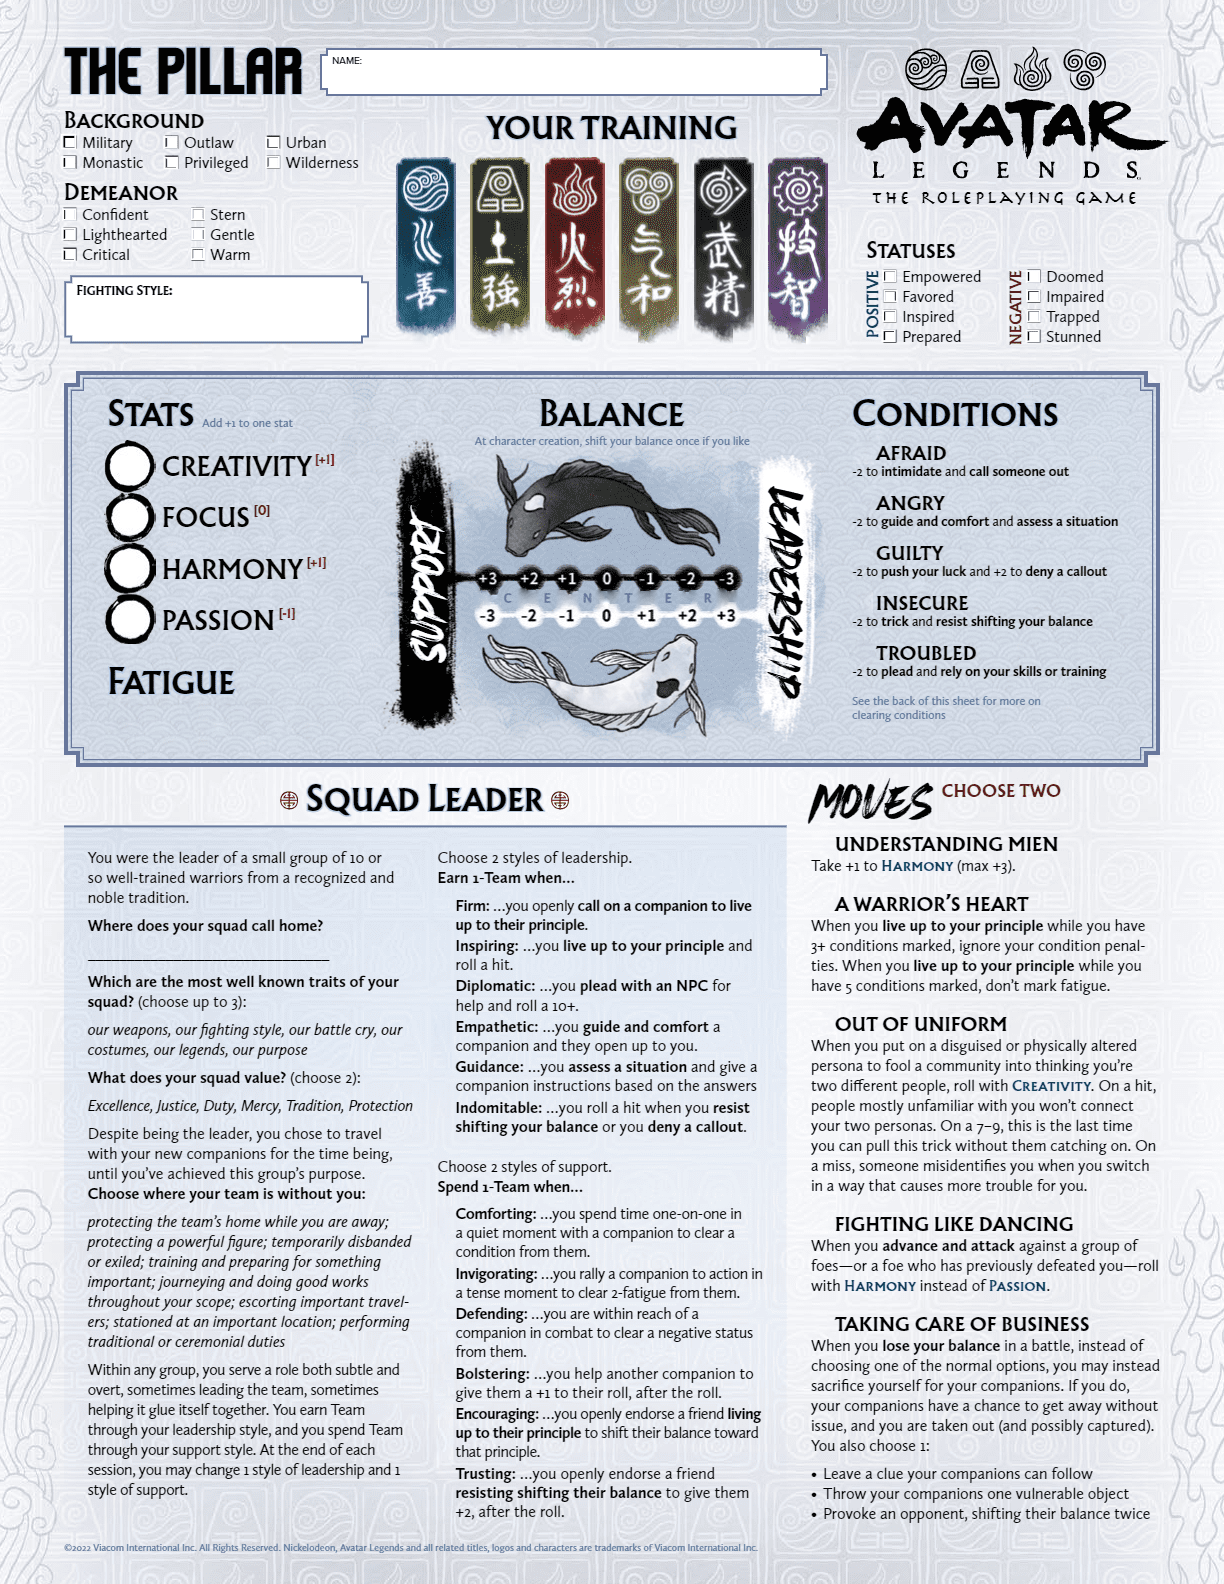 THE PILLAR
NAME:
BACKGROUND
Military
Outlaw
Urban
Monastic
Privileged
Wilderness
DEMEANOR
Confident
Stern
Lighthearted
Gentle
Critical
Warm
FIGHTING STYLE:
YOUR TRAINING
水 善
土 強
火 烈
气 和
武 精
技 智
AVATAR
LEGENDS
THE ROLEPLAYING GAME
STATUSES
POSITIVE
Empowered
Favored
Inspired
Prepared
NEGATIVE
Doomed
Impaired
Trapped
Stunned
STATS Add +1 to one stat
CREATIVITY [+1]
FOCUS [0]
HARMONY [+1]
PASSION [-1]
FATIGUE
BALANCE
At character creation, shift your balance once if you like
SUPPORT
+3 +2 +1 0 -1 -2 -3
CENTER
-3 -2 -1 0 +1 +2 +3
LEADERSHIP
CONDITIONS
AFRAID
-2 to intimidate and call someone out
ANGRY
-2 to guide and comfort and assess a situation
GUILTY
-2 to push your luck and +2 to deny a callout
INSECURE
-2 to trick and resist shifting your balance
TROUBLED
-2 to plead and rely on your skills or training
See the back of this sheet for more on
clearing conditions
SQUAD LEADER
You were the leader of a small group of 10 or
so well-trained warriors from a recognized and
noble tradition.
Where does your squad call home?
Which are the most well known traits of your
squad? (choose up to 3):
our weapons, our fighting style, our battle cry, our
costumes, our legends, our purpose
What does your squad value? (choose 2):
Excellence, Justice, Duty, Mercy, Tradition, Protection
Despite being the leader, you chose to travel
with your new companions for the time being,
until you've achieved this group's purpose.
Choose where your team is without you:
protecting the team's home while you are away;
protecting a powerful figure; temporarily disbanded
or exiled; training and preparing for something
important; journeying and doing good works
throughout your scope; escorting important travel-
ers; stationed at an important location; performing
traditional or ceremonial duties
Within any group, you serve a role both subtle and
overt, sometimes leading the team, sometimes
helping it glue itself together. You earn Team
through your leadership style, and you spend Team
through your support style. At the end of each
session, you may change 1 style of leadership and 1
style of support.
Choose 2 styles of leadership.
Earn 1-Team when...
Firm: ...you openly call on a companion to live
up to their principle.
Inspiring: ...you live up to your principle and
roll a hit.
Diplomatic: ...you plead with an NPC for
help and roll a 10+.
Empathetic: ...you guide and comfort a
companion and they open up to you.
Guidance: ...you assess a situation and give a
companion instructions based on the answers
Indomitable: ...you roll a hit when you resist
shifting your balance or you deny a callout.
Choose 2 styles of support.
Spend 1-Team when...
Comforting: ...you spend time one-on-one in
a quiet moment with a companion to clear a
condition from them.
Invigorating: ...you rally a companion to action in
a tense moment to clear 2-fatigue from them.
Defending: ...you are within reach of a
companion in combat to clear a negative status
from them.
Bolstering: ...you help another companion to
give them a +1 to their roll, after the roll.
Encouraging: ...you openly endorse a friend living
up to their principle to shift their balance toward
that principle.
Trusting: ...you openly endorse a friend
resisting shifting their balance to give them
+2, after the roll.
MOVES CHOOSE TWO
UNDERSTANDING MIEN
Take +1 to HARMONY (max +3).
A WARRIOR'S HEART
When you live up to your principle while you have
3+ conditions marked, ignore your condition penal-
ties. When you live up to your principle while you
have 5 conditions marked, don't mark fatigue.
OUT OF UNIFORM
When you put on a disguised or physically altered
persona to fool a community into thinking you're
two different people, roll with CREATIVITY. On a hit,
people mostly unfamiliar with you won't connect
your two personas. On a 7–9, this is the last time
you can pull this trick without them catching on. On
a miss, someone misidentifies you when you switch
in a way that causes more trouble for you.
FIGHTING LIKE DANCING
When you advance and attack against a group of
foes—or a foe who has previously defeated you—roll
with HARMONY instead of PASSION.
TAKING CARE OF BUSINESS
When you lose your balance in a battle, instead of
choosing one of the normal options, you may instead
sacrifice yourself for your companions. If you do,
your companions have a chance to get away without
issue, and you are taken out (and possibly captured).
You also choose 1:
• Leave a clue your companions can follow
• Throw your companions one vulnerable object
• Provoke an opponent, shifting their balance twice
©2022 Viacom International Inc. All Rights Reserved. Nickelodeon, Avatar Legends and all related titles, logos and characters are trademarks of Viacom International Inc.